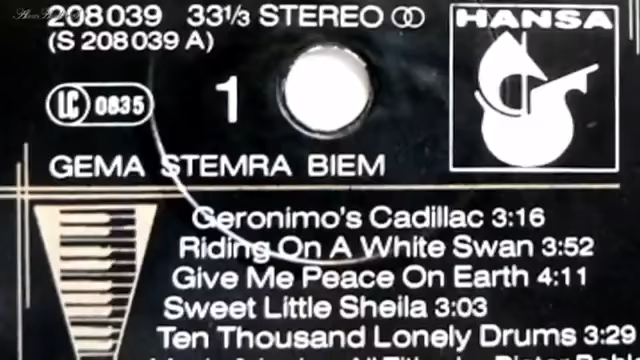 208039 33⅓ STEREO
HANSA
(S 208 039 A)
LC 0835
1
GEMA STEMRA BIEM
Geronimo's Cadillac 3:16
Riding On A White Swan 3:52
Give Me Peace On Earth 4:11
Sweet Little Sheila 3:03
Ten Thousand Lonely Drums 3:29